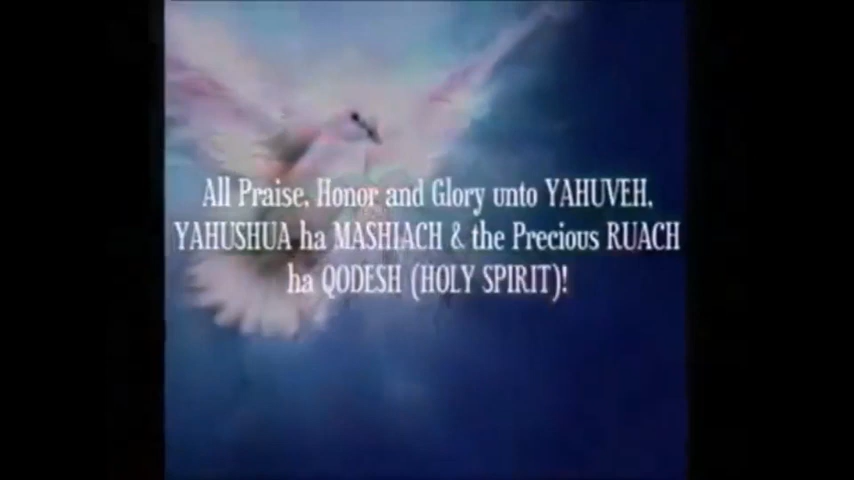 All Praise, Honor and Glory unto YAHUVEH,
YAHUSHUA ha MASHIACH & the Precious RUACH
ha QODESH (HOLY SPIRIT)!